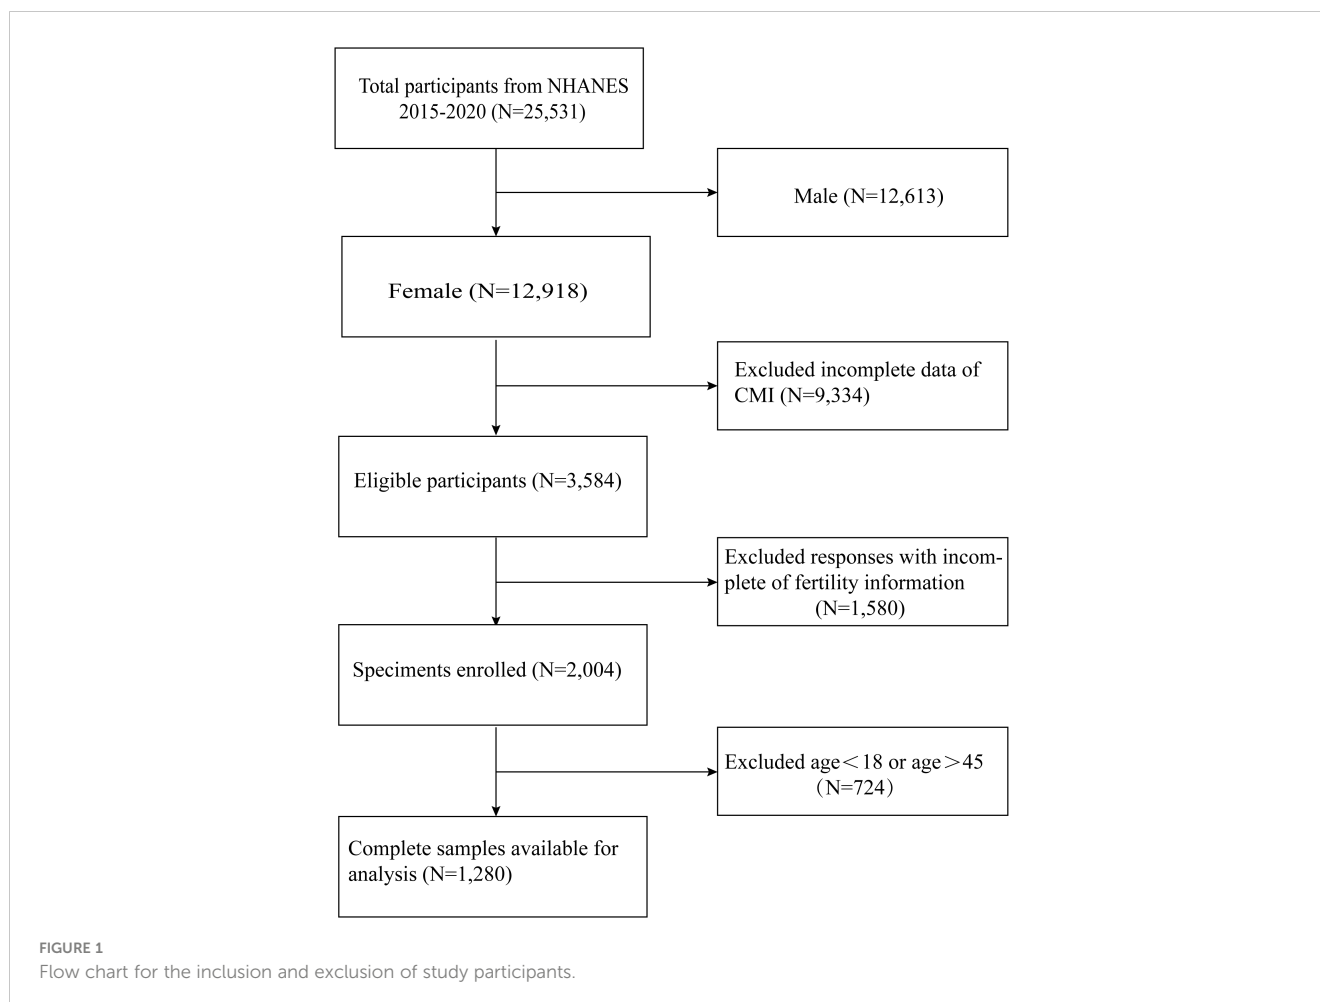 Total participants from NHANES
2015-2020 (N=25,531)
Male (N=12,613)
Female (N=12,918)
Excluded incomplete data of
CMI (N=9,334)
Eligible participants (N=3,584)
Excluded responses with incom-
plete of fertility information
(N=1,580)
Speciments enrolled (N=2,004)
Excluded age＜18 or age＞45
（N=724）
Complete samples available for
analysis (N=1,280)
FIGURE 1
Flow chart for the inclusion and exclusion of study participants.